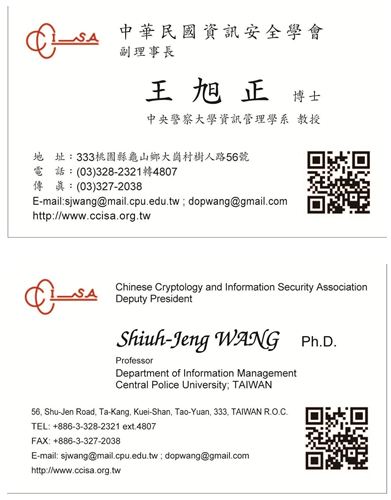 CCISA
中華民國資訊安全學會
副理事長
王旭正 博士
中央警察大學資訊管理學系 教授
地 址：333桃園縣龜山鄉大崗村樹人路56號
電 話：(03)328-2321轉4807
傳 真：(03)327-2038
E-mail:sjwang@mail.cpu.edu.tw ; dopwang@gmail.com
http://www.ccisa.org.tw
CCISA
Chinese Cryptology and Information Security Association
Deputy President
Shiuh-Jeng WANG Ph.D.
Professor
Department of Information Management
Central Police University; TAIWAN
56, Shu-Jen Road, Ta-Kang, Kuei-Shan, Tao-Yuan, 333, TAIWAN R.O.C.
TEL: +886-3-328-2321 ext.4807
FAX: +886-3-327-2038
E-mail: sjwang@mail.cpu.edu.tw ; dopwang@gmail.com
http://www.ccisa.org.tw